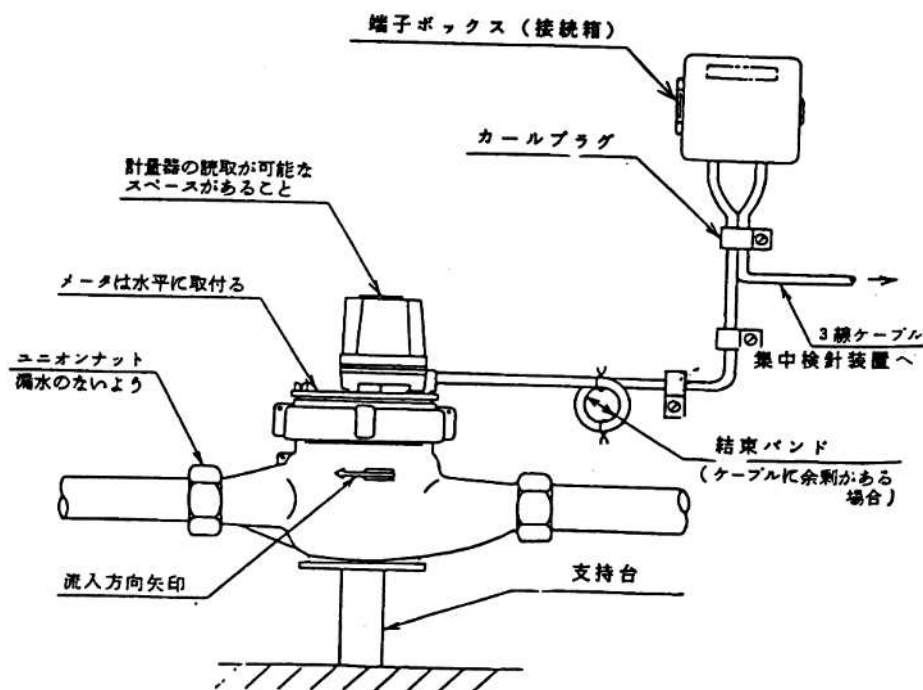 端子ボックス（接続箱）
カールプラグ
計量器の読取が可能な
スペースがあること
メータは水平に取付る
ユニオンナット
漏水のないよう
3線ケーブル
集中検針装置へ
結束バンド
（ケーブルに余剰がある
場合）
流入方向矢印
支持台